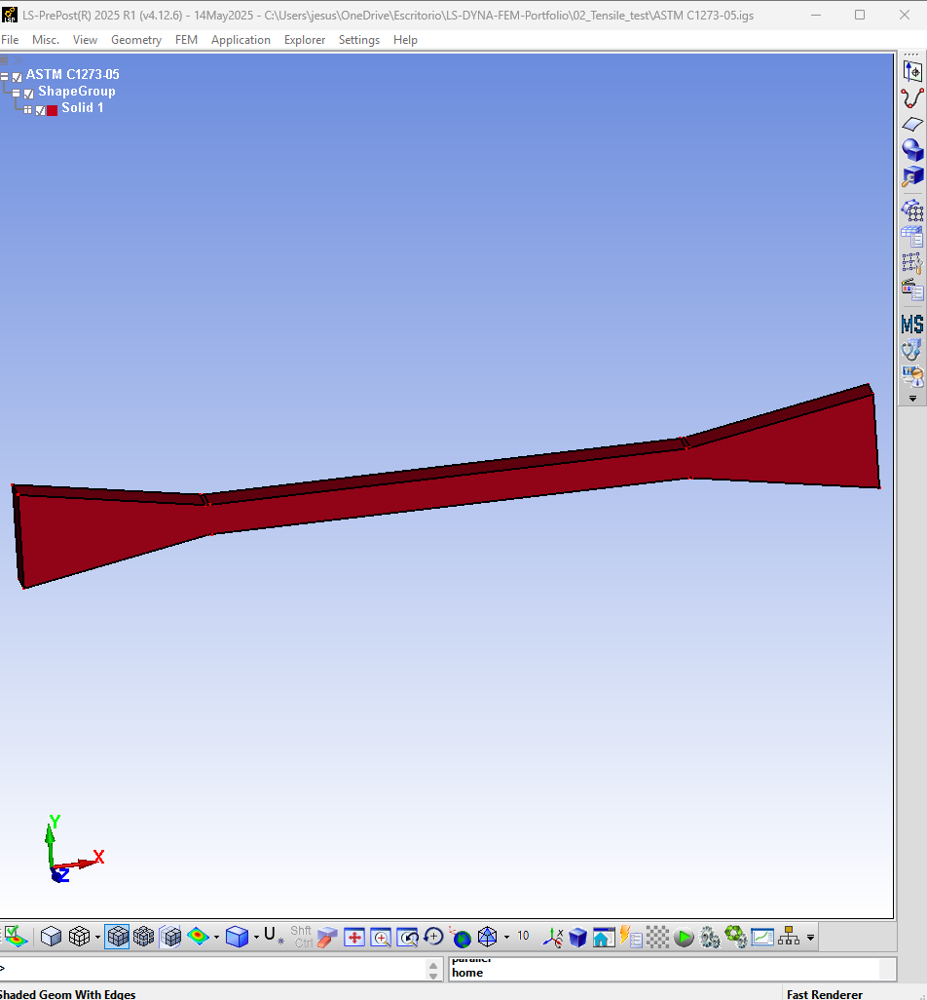 LS-PrePost(R) 2025 R1 (v4.12.6) - 14May2025 - C:\Users\jesus\OneDrive\Escritorio\LS-DYNA-FEM-Portfolio\02_Tensile_test\ASTM C1273-05.igs
File Misc. View Geometry FEM Application Explorer Settings Help
ASTM C1273-05
ShapeGroup
Solid 1
MS
Y
X
Z
U
Shft
Ctrl
10
>
parallel
home
Shaded Geom With Edges
Fast Renderer